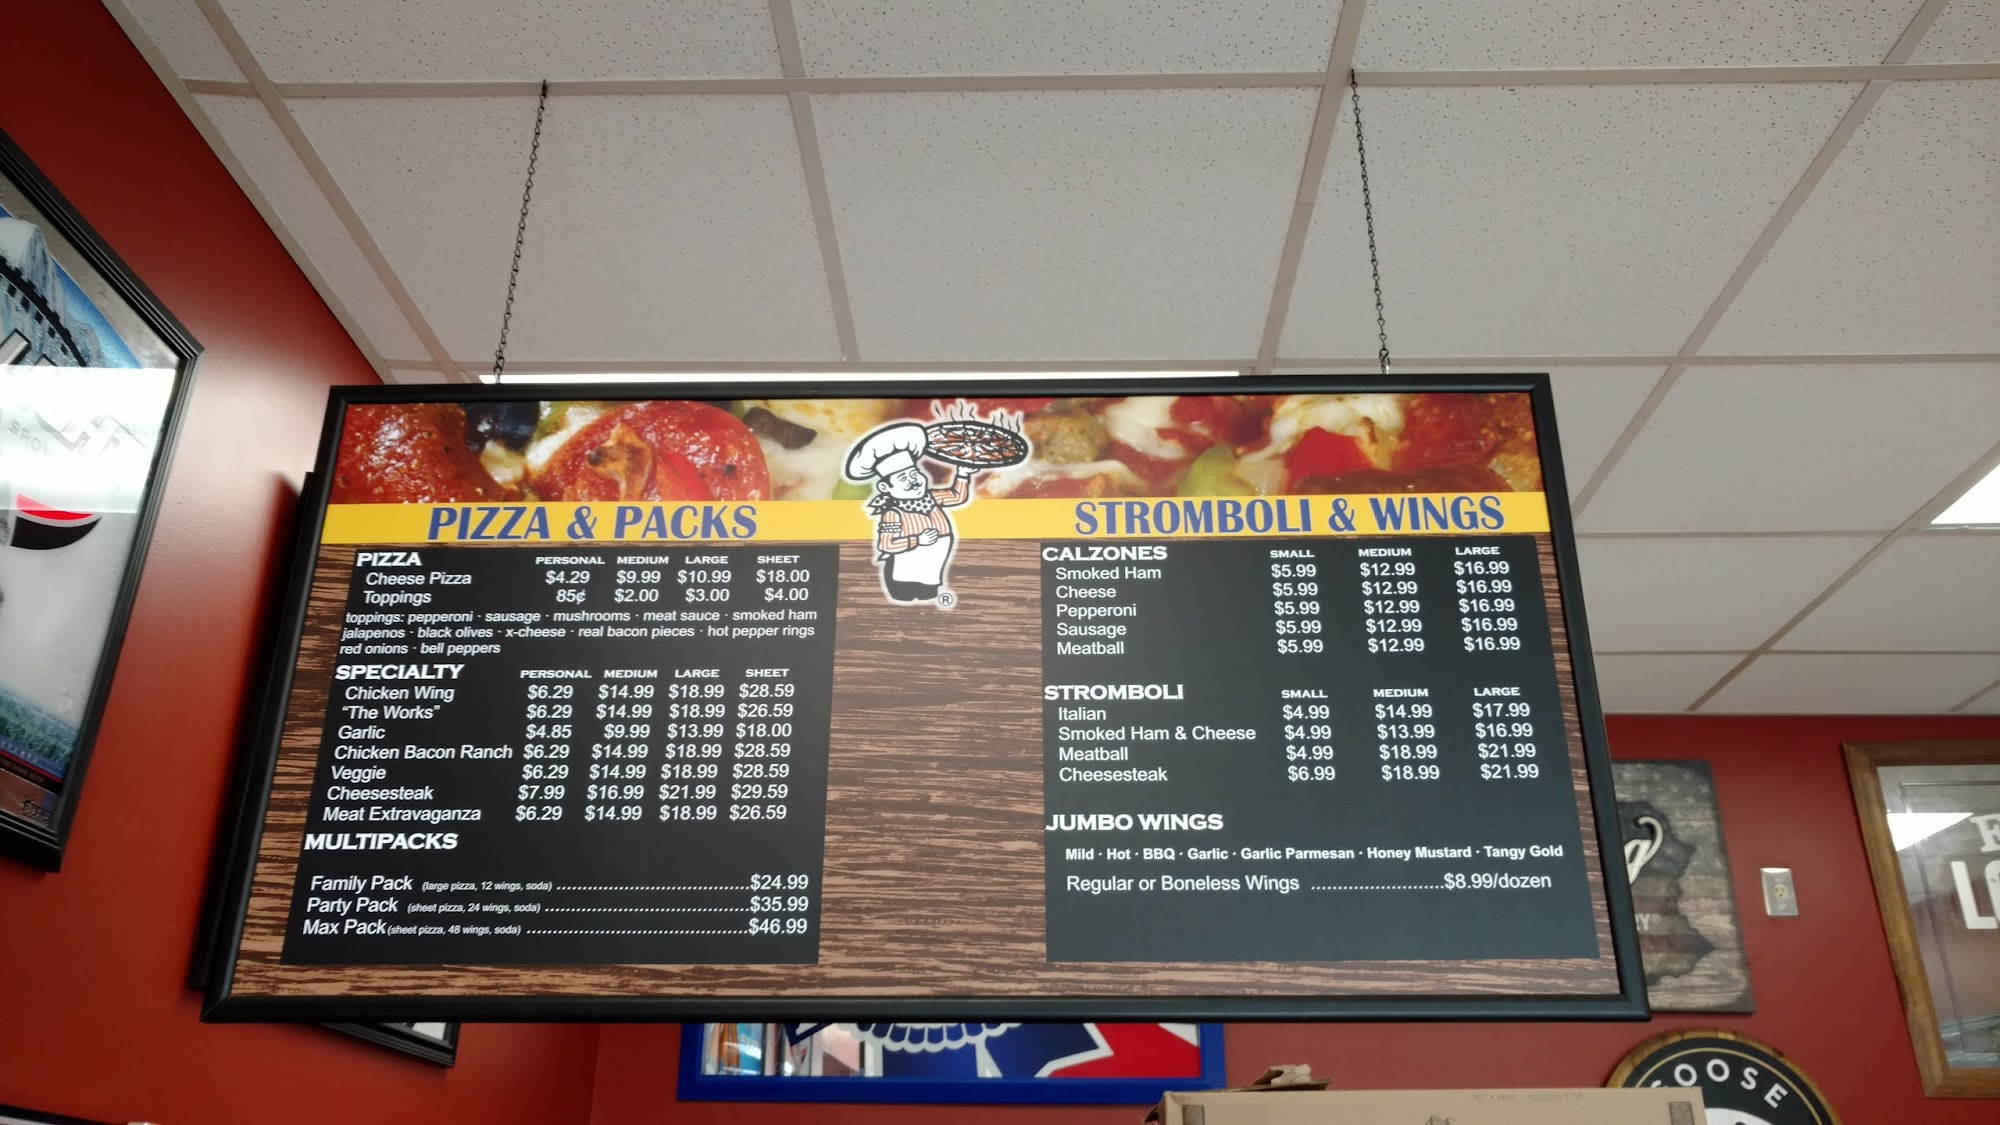 PIZZA & PACKS
PIZZA PERSONAL MEDIUM LARGE SHEET
Cheese Pizza $4.29 $9.99 $10.99 $18.00
Toppings 85¢ $2.00 $3.00 $4.00
toppings: pepperoni · sausage · mushrooms · meat sauce · smoked ham
jalapenos · black olives · x-cheese · real bacon pieces · hot pepper rings
red onions · bell peppers
SPECIALTY PERSONAL MEDIUM LARGE SHEET
Chicken Wing $6.29 $14.99 $18.99 $28.59
"The Works" $6.29 $14.99 $18.99 $26.59
Garlic $4.85 $9.99 $13.99 $18.00
Chicken Bacon Ranch $6.29 $14.99 $18.99 $28.59
Veggie $6.29 $14.99 $18.99 $28.59
Cheesesteak $7.99 $16.99 $21.99 $29.59
Meat Extravaganza $6.29 $14.99 $18.99 $26.59
MULTIPACKS
Family Pack (large pizza, 12 wings, soda) ........................................$24.99
Party Pack (sheet pizza, 24 wings, soda) ..........................................$35.99
Max Pack (sheet pizza, 48 wings, soda) .............................................$46.99
®
STROMBOLI & WINGS
CALZONES SMALL MEDIUM LARGE
Smoked Ham $5.99 $12.99 $16.99
Cheese $5.99 $12.99 $16.99
Pepperoni $5.99 $12.99 $16.99
Sausage $5.99 $12.99 $16.99
Meatball $5.99 $12.99 $16.99
STROMBOLI SMALL MEDIUM LARGE
Italian $4.99 $14.99 $17.99
Smoked Ham & Cheese $4.99 $13.99 $16.99
Meatball $4.99 $18.99 $21.99
Cheesesteak $6.99 $18.99 $21.99
JUMBO WINGS
Mild · Hot · BBQ · Garlic · Garlic Parmesan · Honey Mustard · Tangy Gold
Regular or Boneless Wings ...........................$8.99/dozen
GOOSE